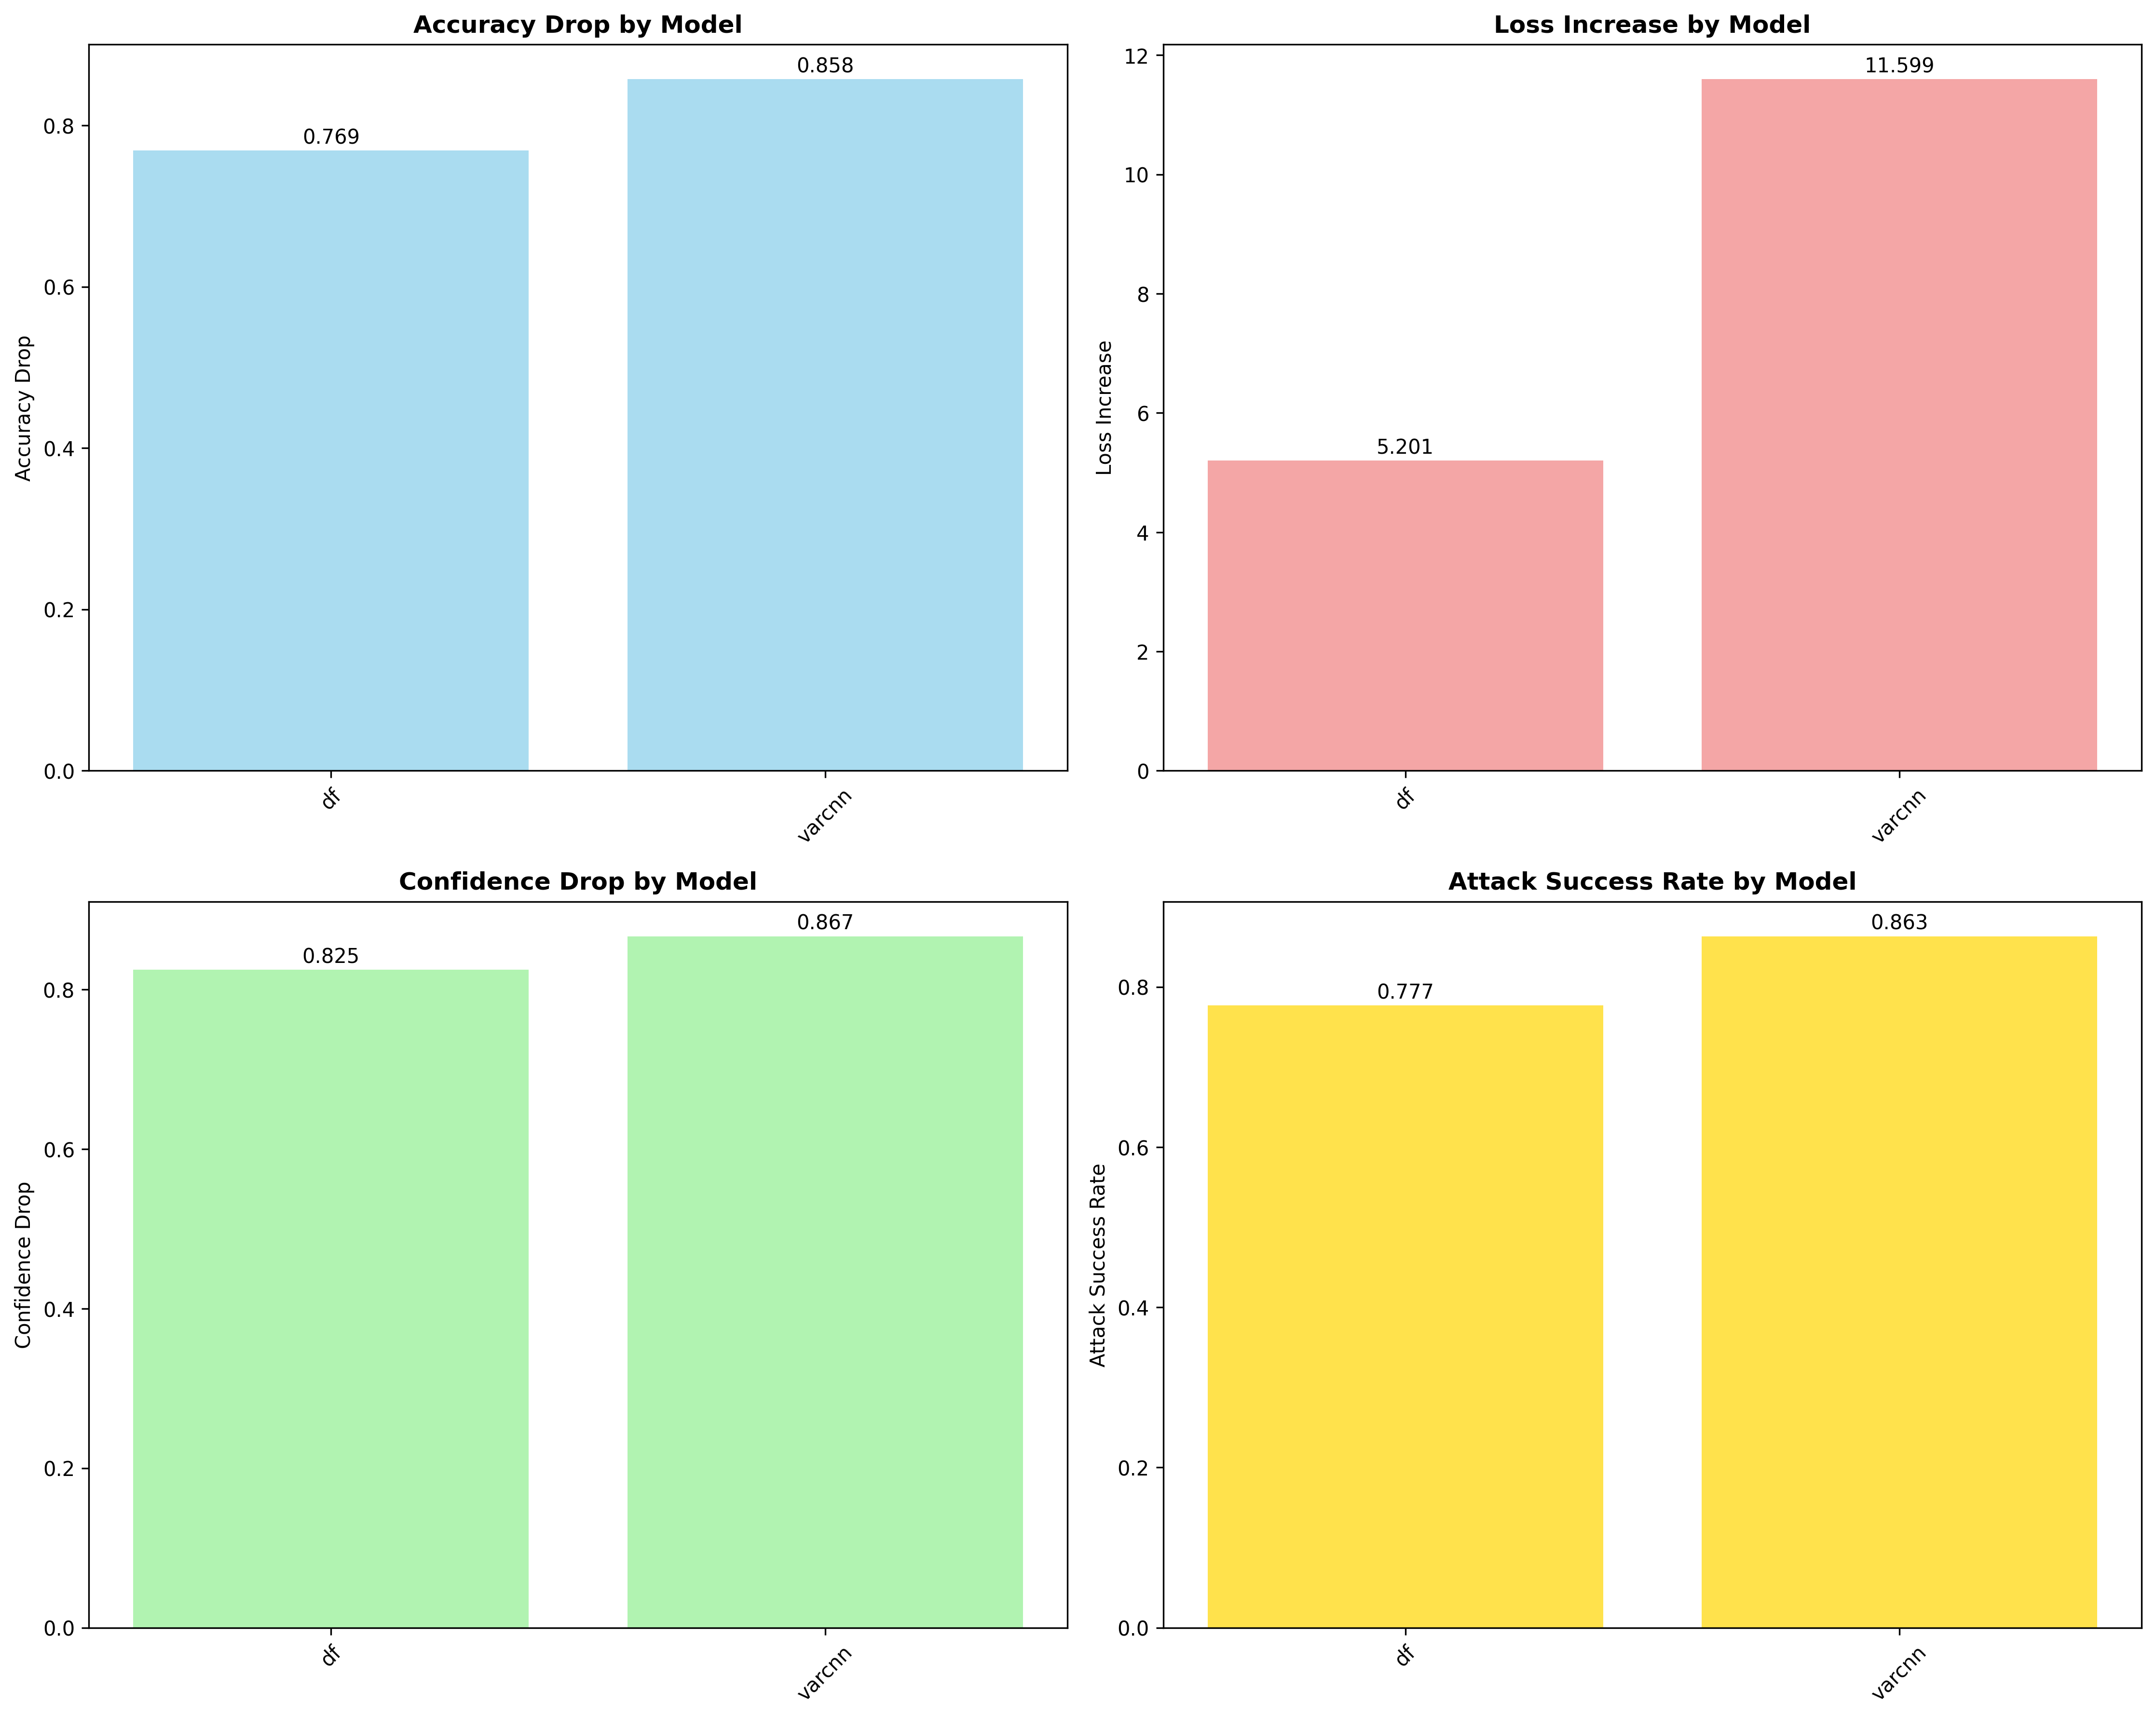 Accuracy Drop by Model
Accuracy Drop
0.8
0.6
0.4
0.2
0.0
0.769
0.858
df
varcnn
Loss Increase by Model
Loss Increase
12
10
8
6
4
2
0
5.201
11.599
df
varcnn
Confidence Drop by Model
Confidence Drop
0.8
0.6
0.4
0.2
0.0
0.825
0.867
df
varcnn
Attack Success Rate by Model
Attack Success Rate
0.8
0.6
0.4
0.2
0.0
0.777
0.863
df
varcnn